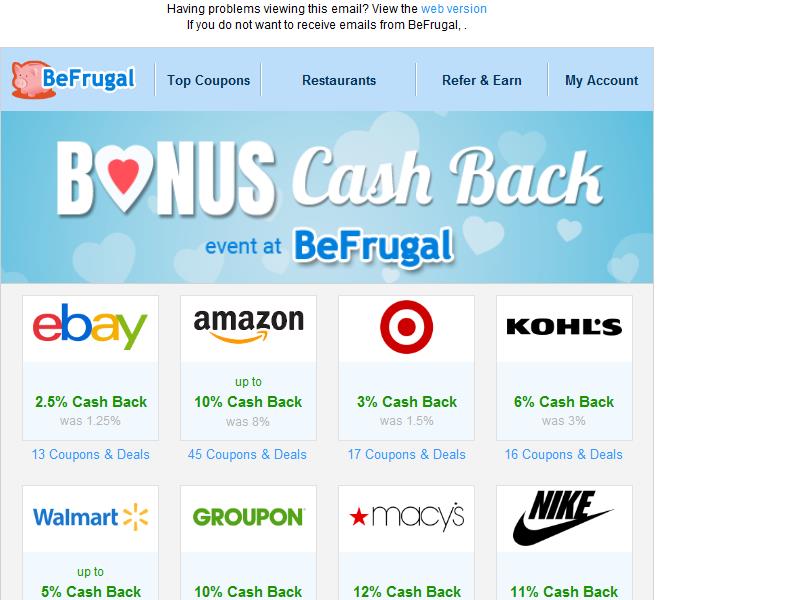 Having problems viewing this email? View the web version
If you do not want to receive emails from BeFrugal, .
BeFrugal
Top Coupons
Restaurants
Refer & Earn
My Account
BONUS Cash Back
event at BeFrugal
ebay
amazon
KOHL'S
up to
2.5% Cash Back
10% Cash Back
3% Cash Back
6% Cash Back
was 1.25%
was 8%
was 1.5%
was 3%
13 Coupons & Deals
45 Coupons & Deals
17 Coupons & Deals
16 Coupons & Deals
Walmart
GROUPON
macy's
NIKE
up to
5% Cash Back
10% Cash Back
12% Cash Back
11% Cash Back